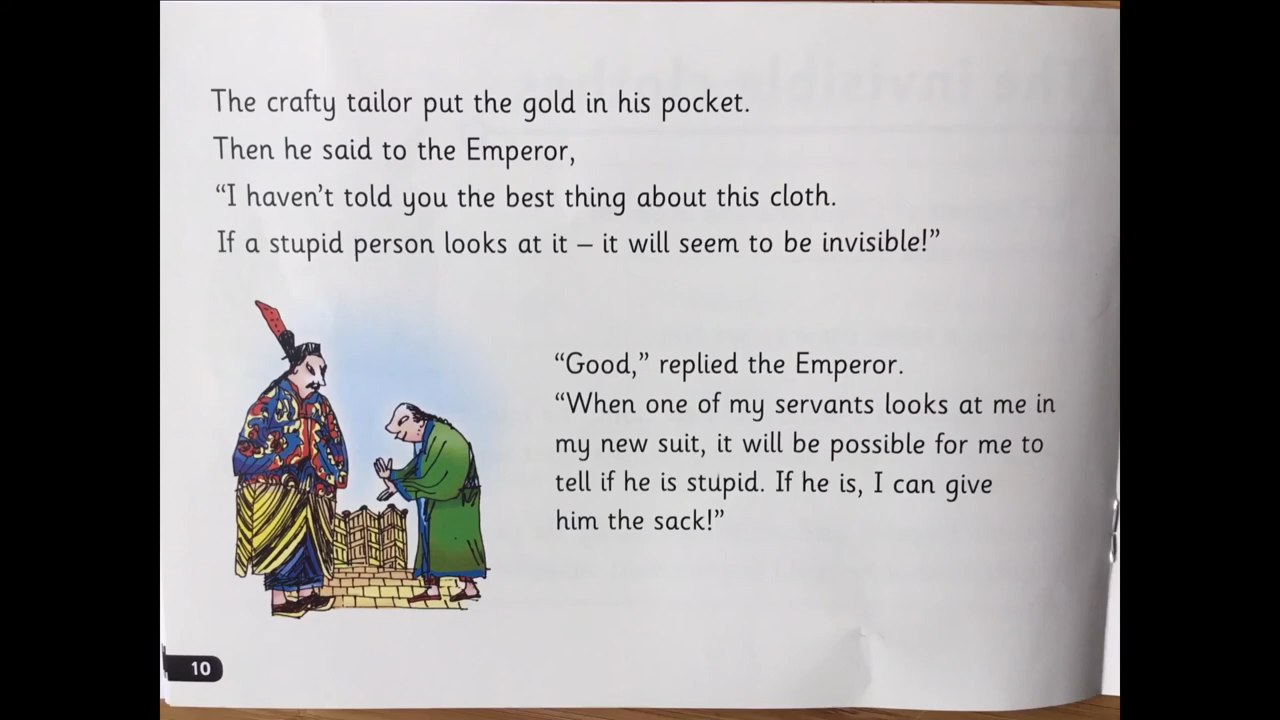 The crafty tailor put the gold in his pocket.
Then he said to the Emperor,
“I haven’t told you the best thing about this cloth.
If a stupid person looks at it – it will seem to be invisible!”
“Good,” replied the Emperor.
“When one of my servants looks at me in
my new suit, it will be possible for me to
tell if he is stupid. If he is, I can give
him the sack!”
10